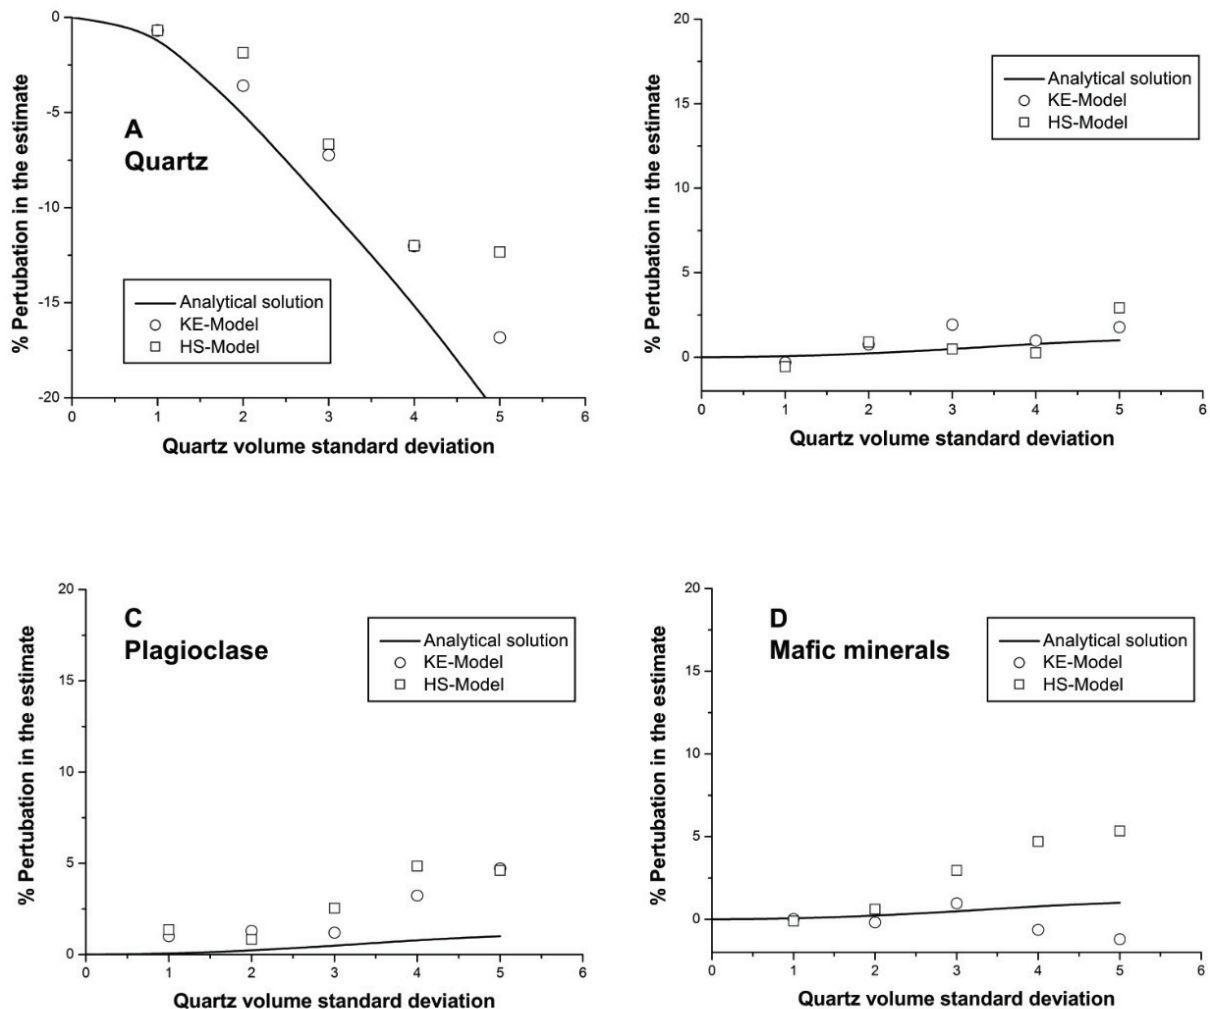 0
-5
-10
-15
-20
% Pertubation in the estimate
A
Quartz
Analytical solution
KE-Model
HS-Model
0 1 2 3 4 5 6
Quartz volume standard deviation
20
15
10
5
0
% Pertubation in the estimate
Analytical solution
KE-Model
HS-Model
0 1 2 3 4 5 6
Quartz volume standard deviation
20
15
10
5
0
% Pertubation in the estimate
C
Plagioclase
Analytical solution
KE-Model
HS-Model
0 1 2 3 4 5 6
Quartz volume standard deviation
20
15
10
5
0
% Pertubation in the estimate
D
Mafic minerals
Analytical solution
KE-Model
HS-Model
0 1 2 3 4 5 6
Quartz volume standard deviation